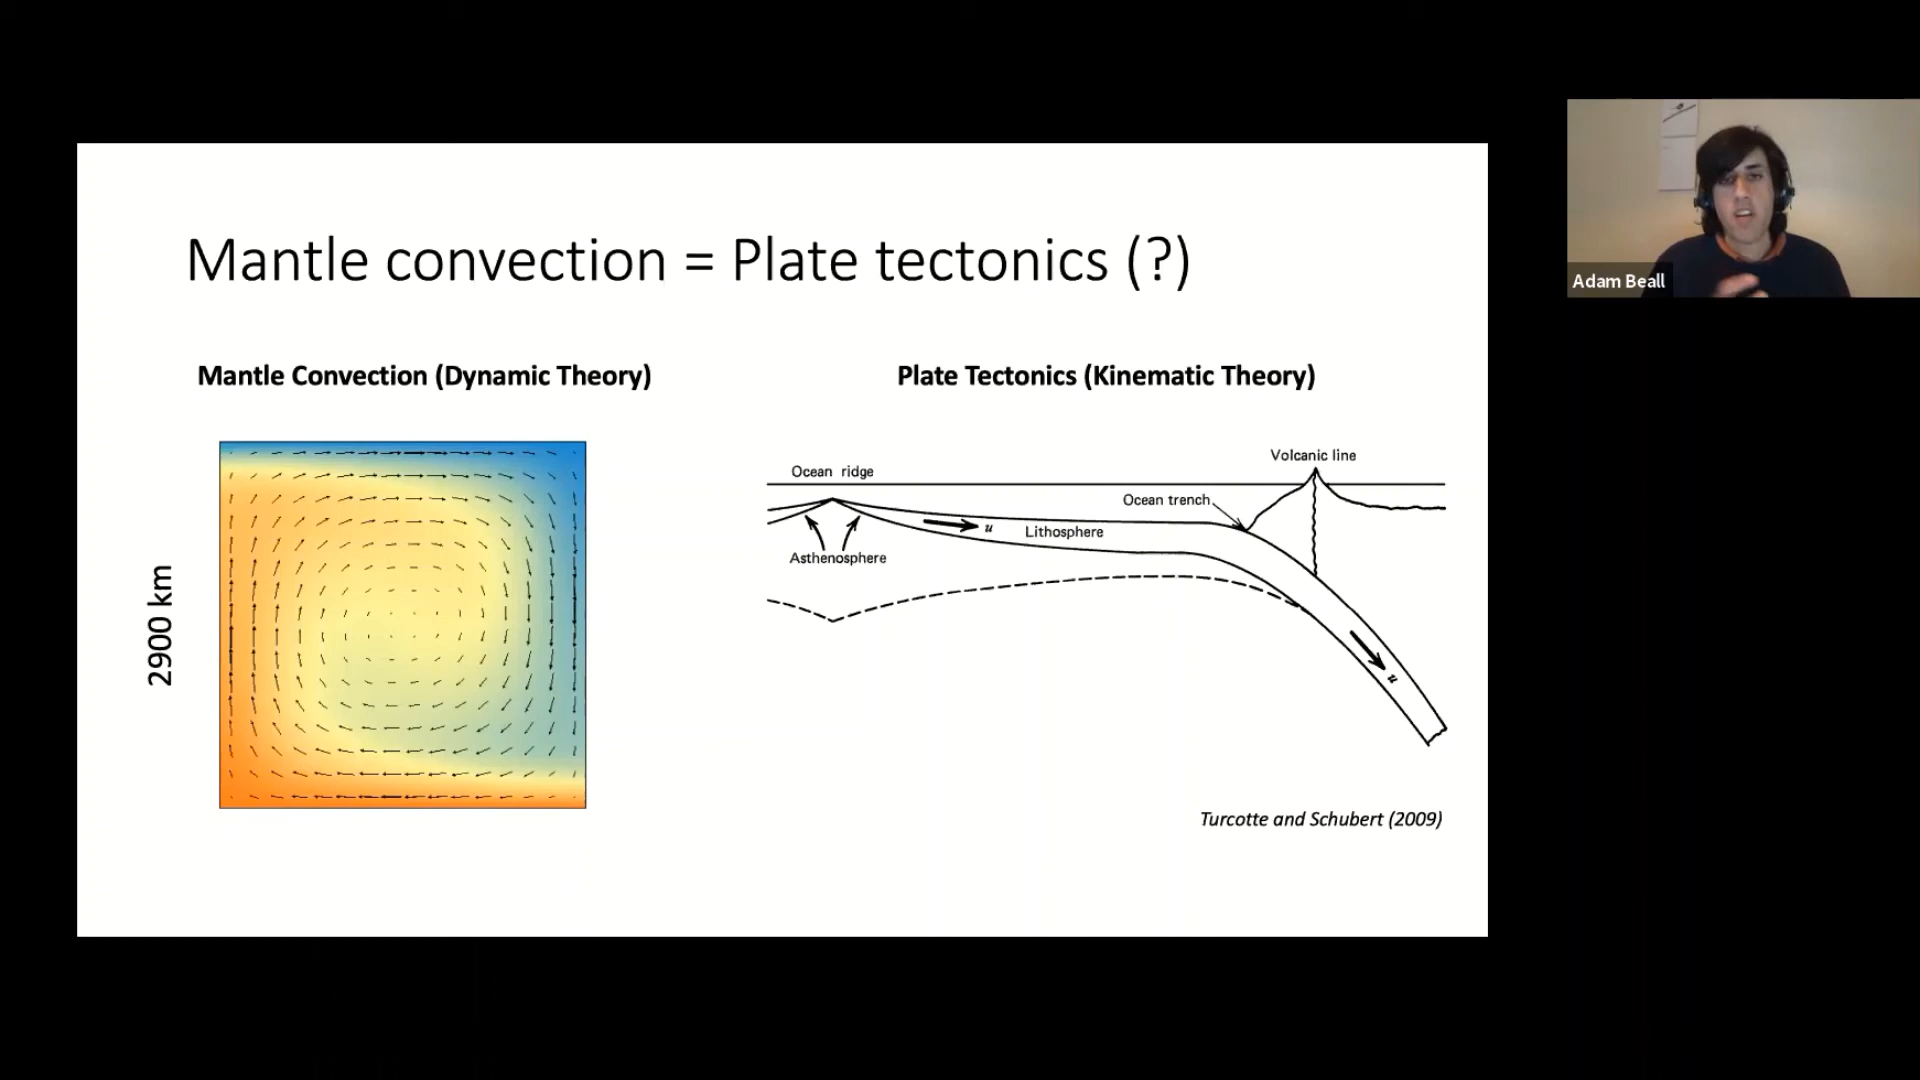 Mantle convection = Plate tectonics (?)
Mantle Convection (Dynamic Theory)
2900 km
Plate Tectonics (Kinematic Theory)
Volcanic line
Ocean ridge
Ocean trench
u
Lithosphere
Asthenosphere
u
Turcotte and Schubert (2009)
Adam Beall